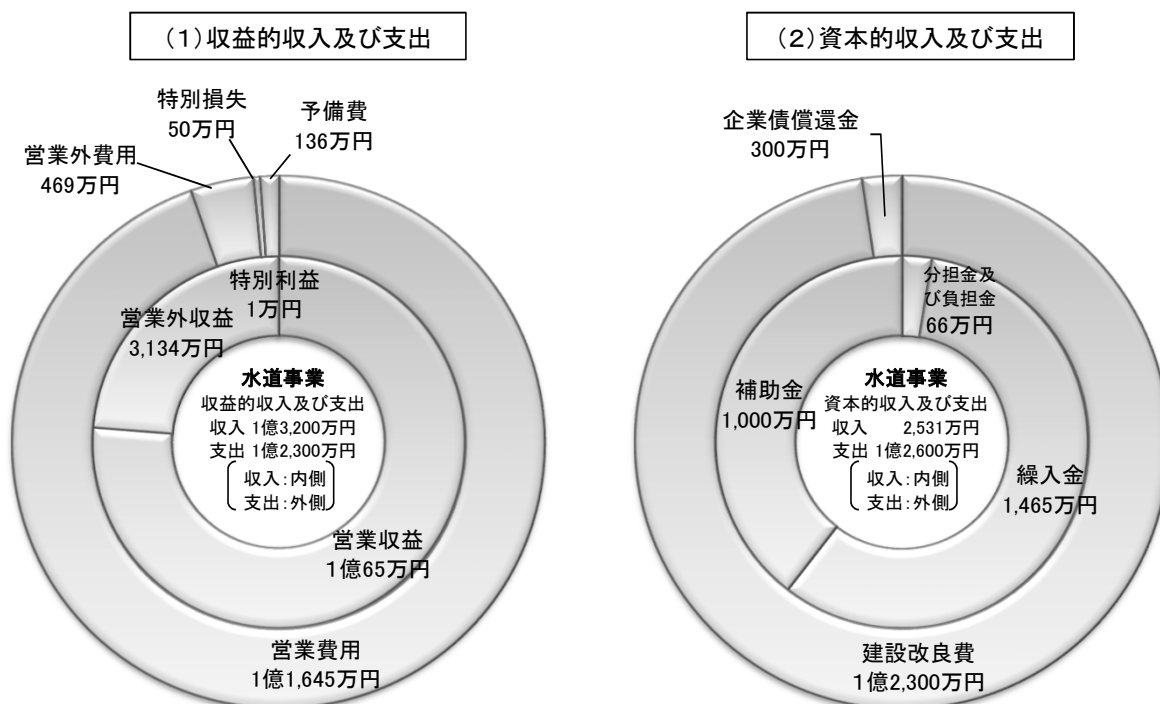 (1)収益的収入及び支出
特別損失
50万円
予備費
136万円
営業外費用
469万円
特別利益
1万円
営業外収益
3,134万円
水道事業
収益的収入及び支出
収入 1億3,200万円
支出 1億2,300万円
収入:内側
支出:外側
営業収益
1億65万円
営業費用
1億1,645万円
(2)資本的収入及び支出
企業債償還金
300万円
分担金及
び負担金
66万円
補助金
1,000万円
水道事業
資本的収入及び支出
収入 2,531万円
支出 1億2,600万円
収入:内側
支出:外側
繰入金
1,465万円
建設改良費
1億2,300万円